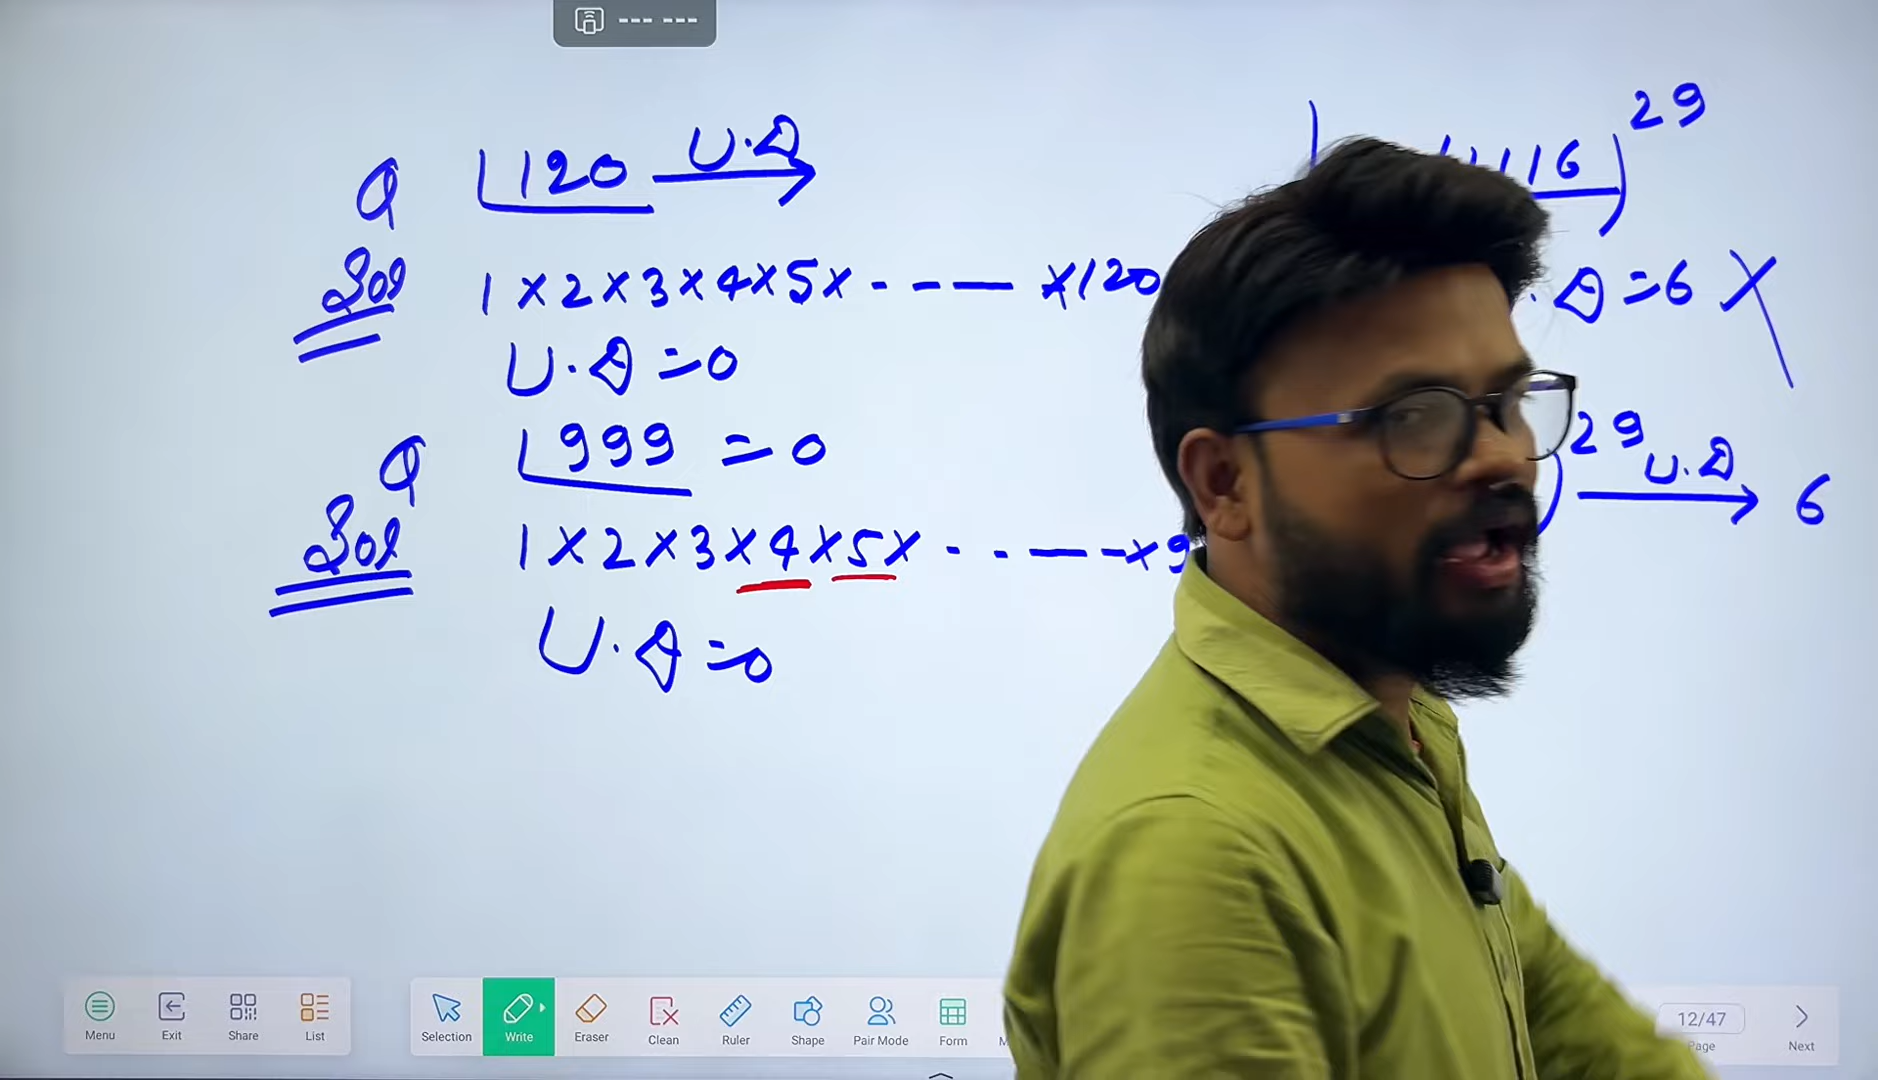 Q 120 U.D
Sol 1 x 2 x 3 x 4 x 5 x - - - — x 120
U.D = 0
Q 999 = 0
Sol 1 x 2 x 3 x 4 x 5 x - - — - x 9
U.D = 0
116)29
.D = 6 X
)29 U.D 6
Menu
Exit
Share
List
Selection
Write
Eraser
Clean
Ruler
Shape
Pair Mode
Form
12/47
Page
Next